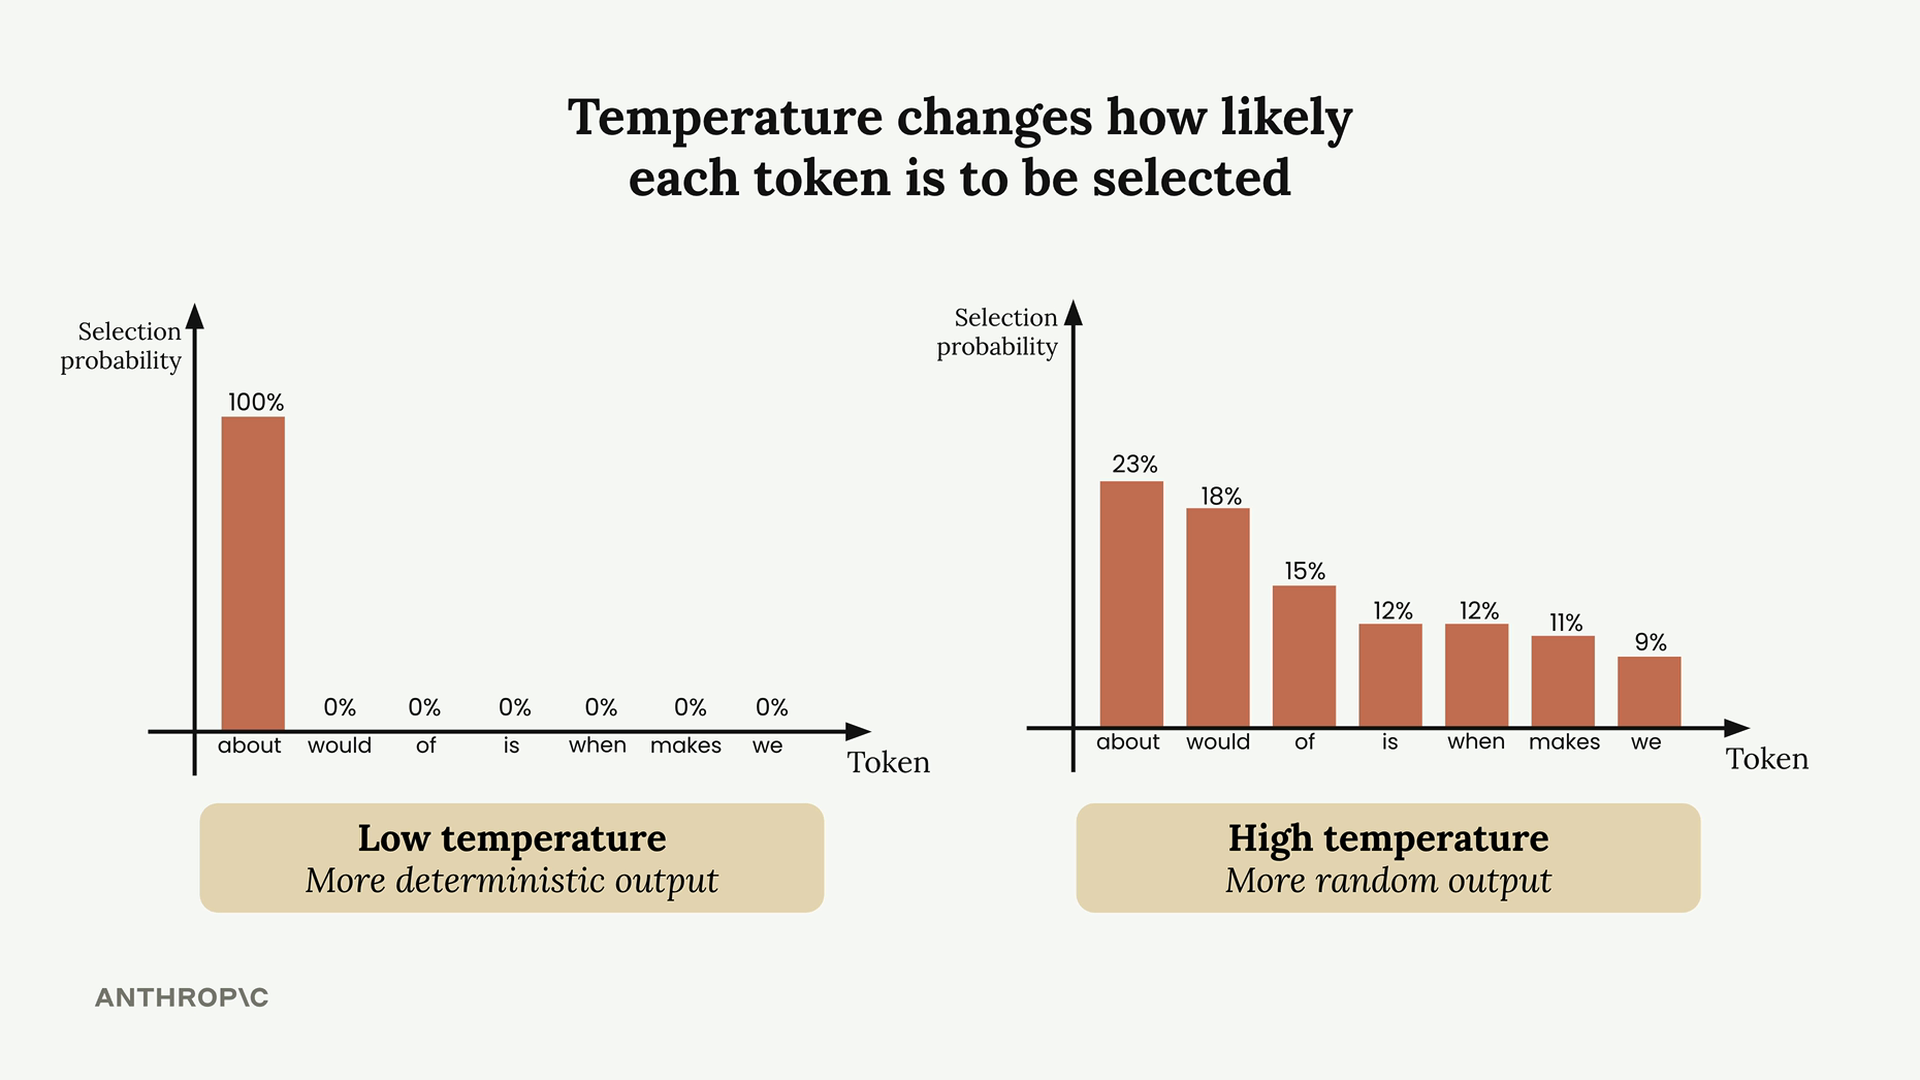 Temperature changes how likely
each token is to be selected
Selection
probability
100%
0%
0%
0%
0%
0%
0%
about
would
of
is
when
makes
we
Token
Low temperature
More deterministic output
Selection
probability
23%
18%
15%
12%
12%
11%
9%
about
would
of
is
when
makes
we
Token
High temperature
More random output
ANTHROP\C